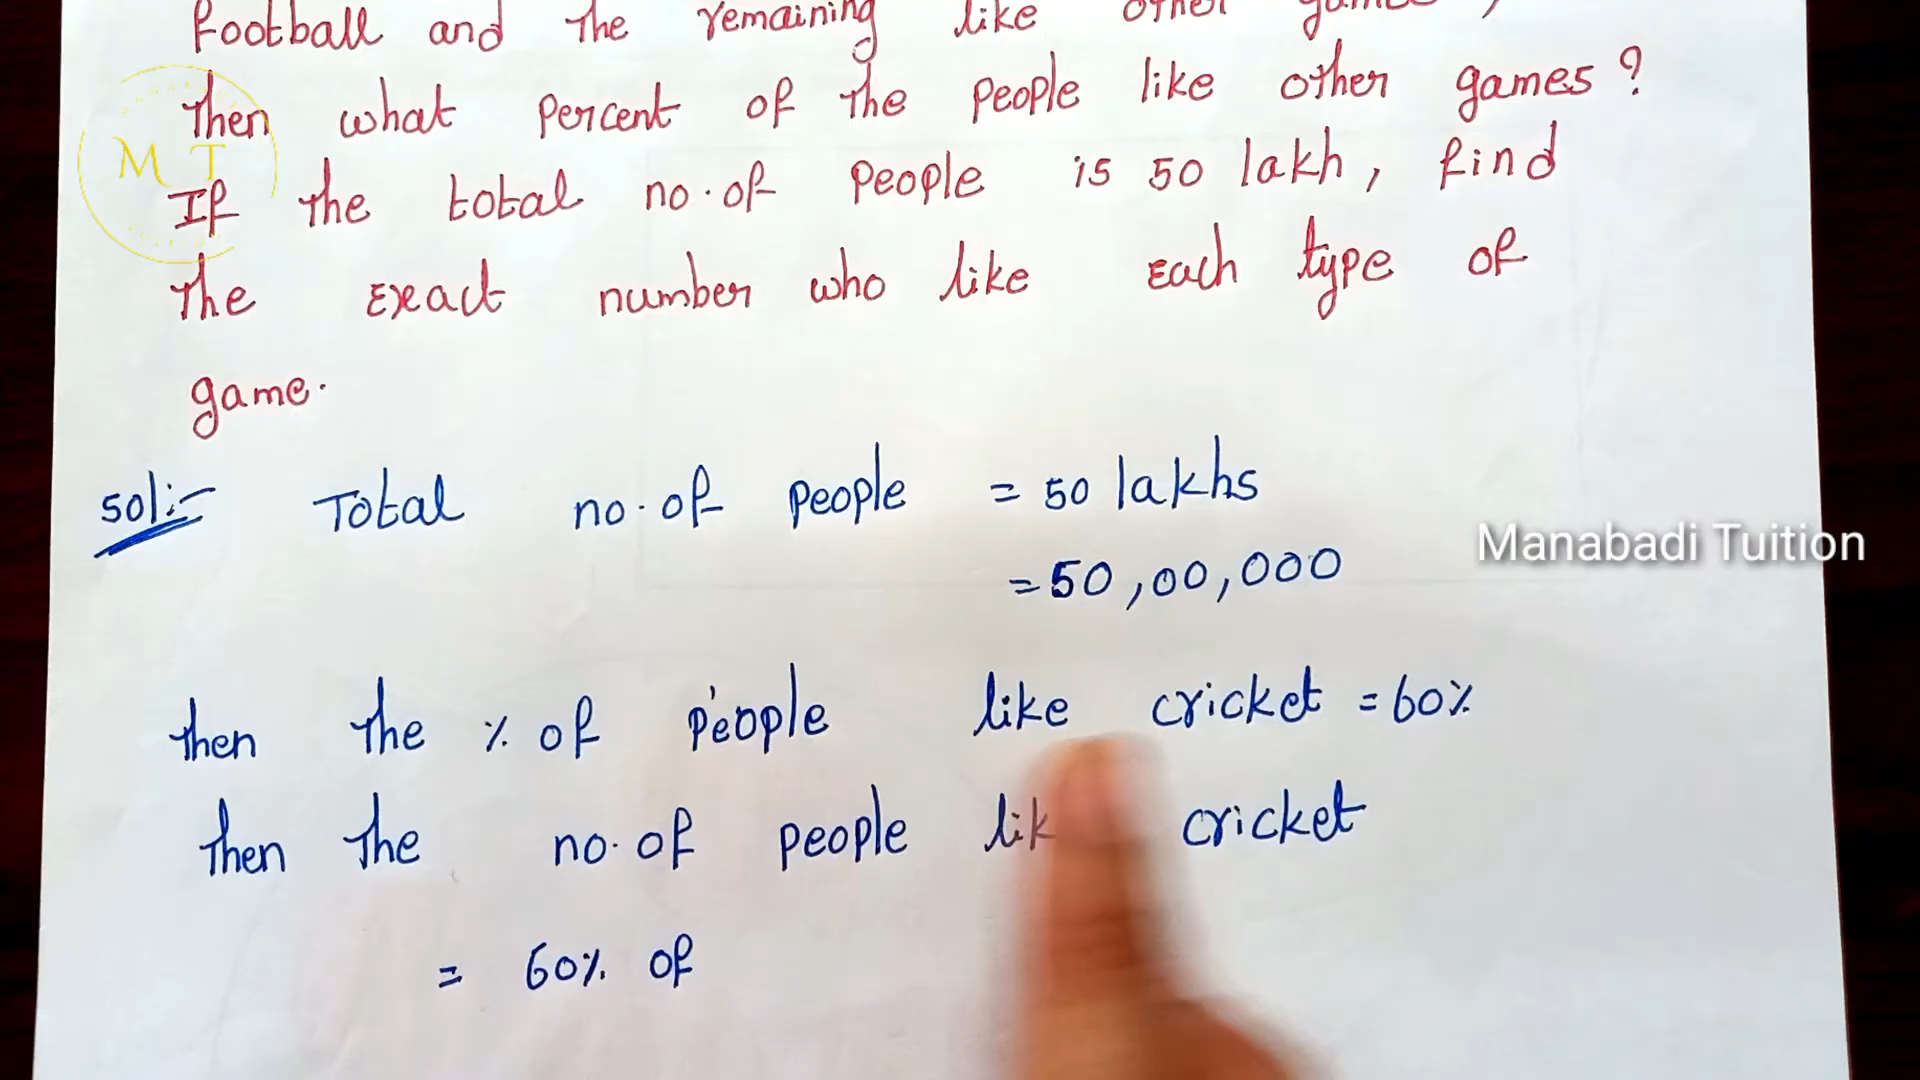 football and the remaining like other games,
then what percent of the people like other games?
M T
If the total no. of people is 50 lakh, find
the exact number who like each type of
game.
Sol:- Total no. of people = 50 lakhs
Manabadi Tuition
= 50,00,000
then the % of people like cricket = 60%
then the no. of people lik cricket
= 60% of